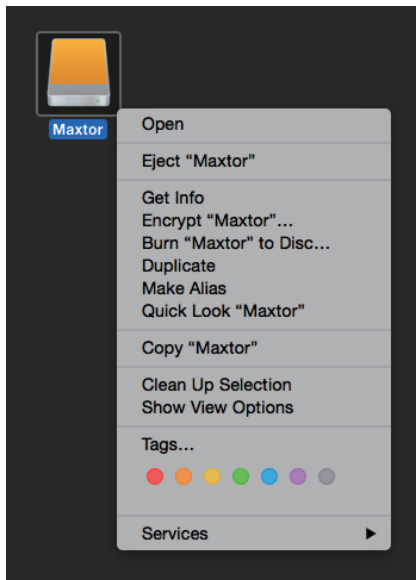 Maxtor
Open
Eject “Maxtor”
Get Info
Encrypt “Maxtor”...
Burn “Maxtor” to Disc...
Duplicate
Make Alias
Quick Look “Maxtor”
Copy “Maxtor”
Clean Up Selection
Show View Options
Tags...
Services